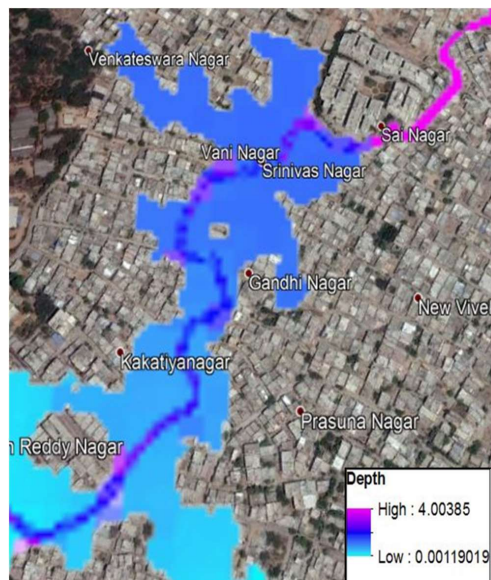 Venkateswara Nagar
Sai Nagar
Vani Nagar
Srinivas Nagar
Gandhi Nagar
New
Kakatiyanagar
Prasuna Nagar
Reddy Nagar
Depth
High : 4.00385
Low : 0.00119019